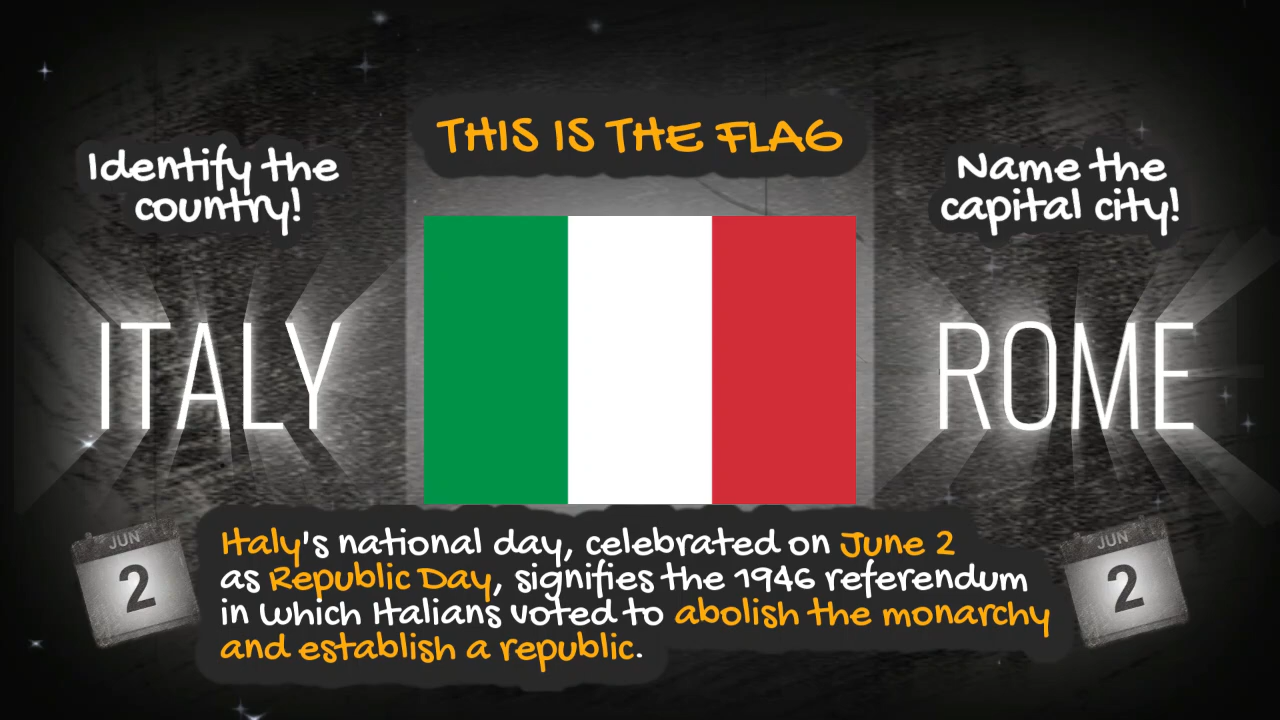 THIS IS THE FLAG
Identify the
country!
Name the
capital city!
ITALY
ROME
JUN
2
Italy's national day, celebrated on June 2
as Republic Day, signifies the 1946 referendum
in which Italians voted to abolish the monarchy
and establish a republic.
JUN
2